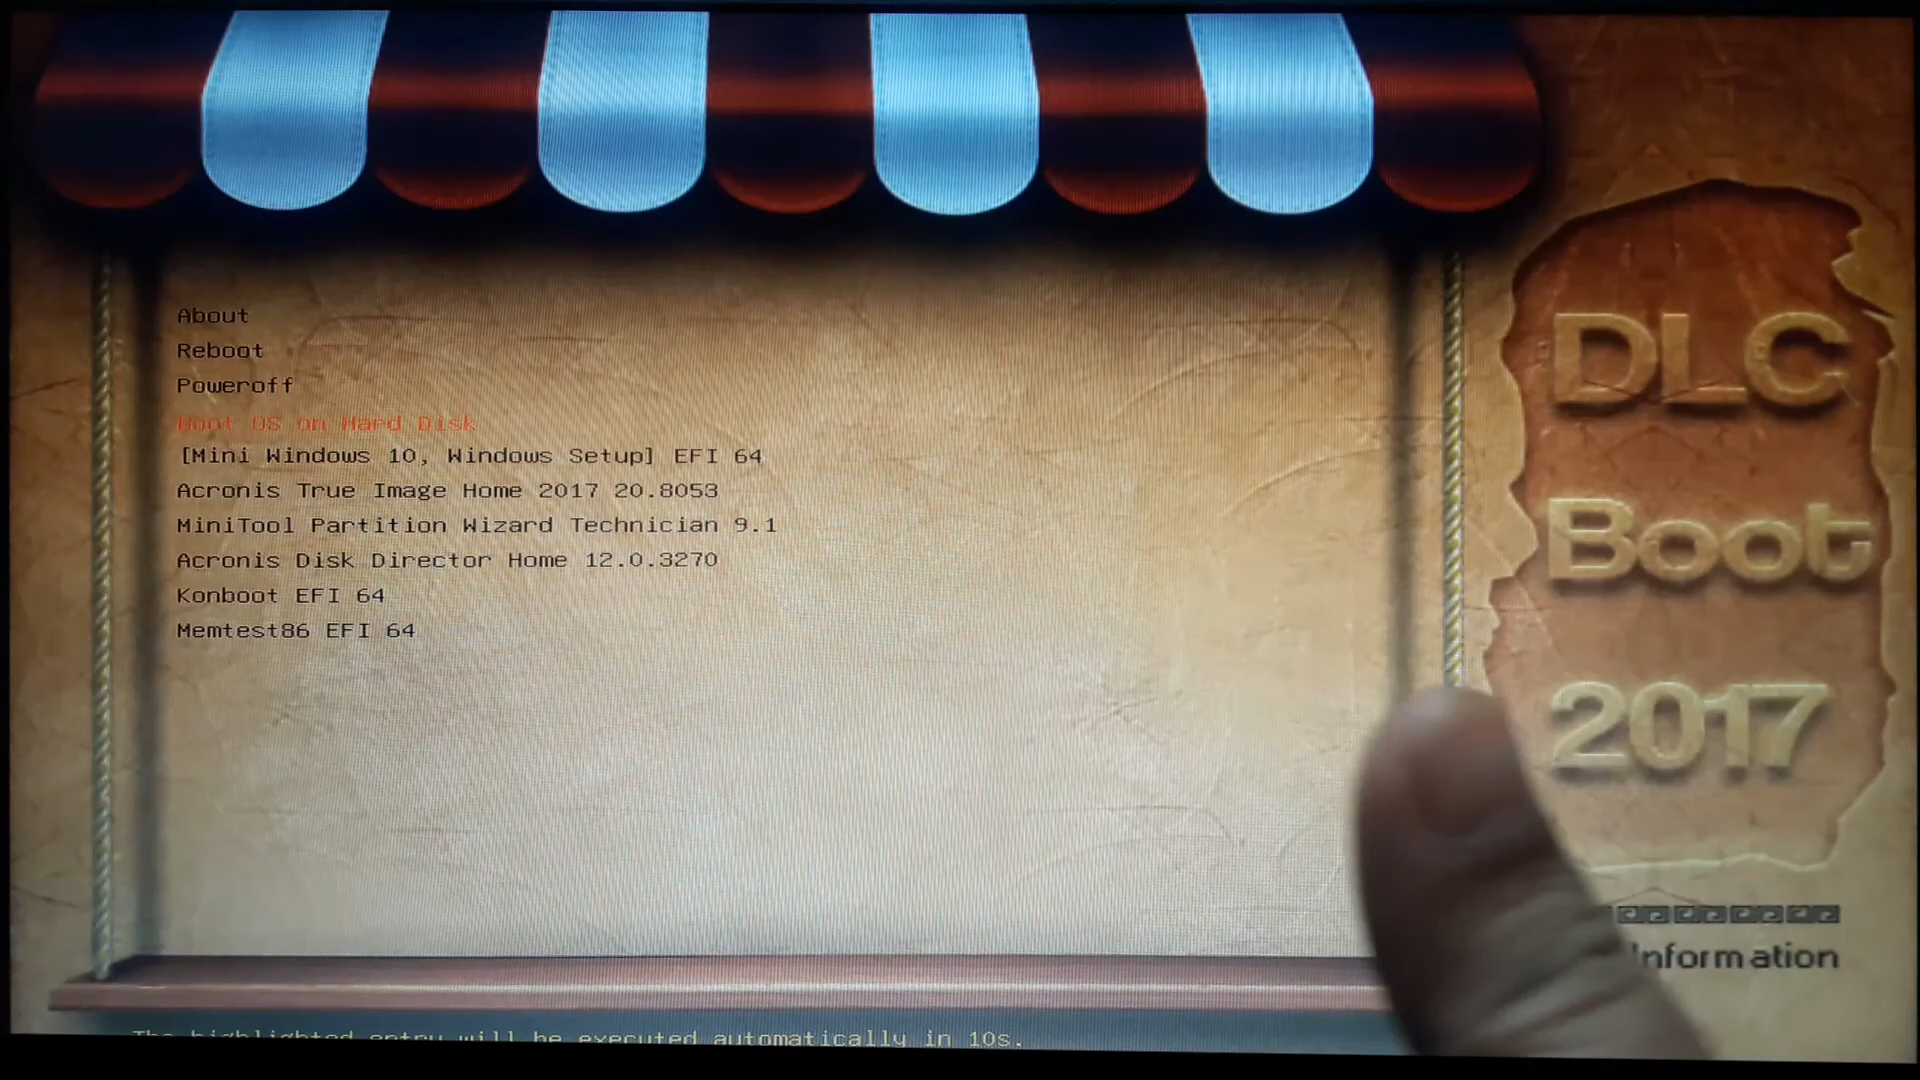 About
Reboot
Poweroff
Boot OS on Hard Disk
[Mini Windows 10, Windows Setup] EFI 64
Acronis True Image Home 2017 20.8053
MiniTool Partition Wizard Technician 9.1
Acronis Disk Director Home 12.0.3270
Konboot EFI 64
Memtest86 EFI 64
DLC
Boot
2017
Information
The highlighted entry will be executed automatically in 10s.